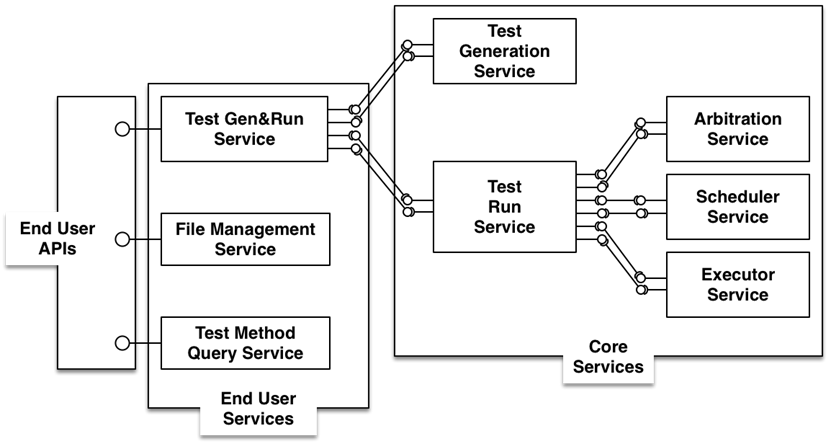 Test
Generation
Service
Test Gen&Run
Service
Arbitration
Service
Test
Run
Service
Scheduler
Service
End User
APIs
File Management
Service
Executor
Service
Test Method
Query Service
Core
Services
End User
Services